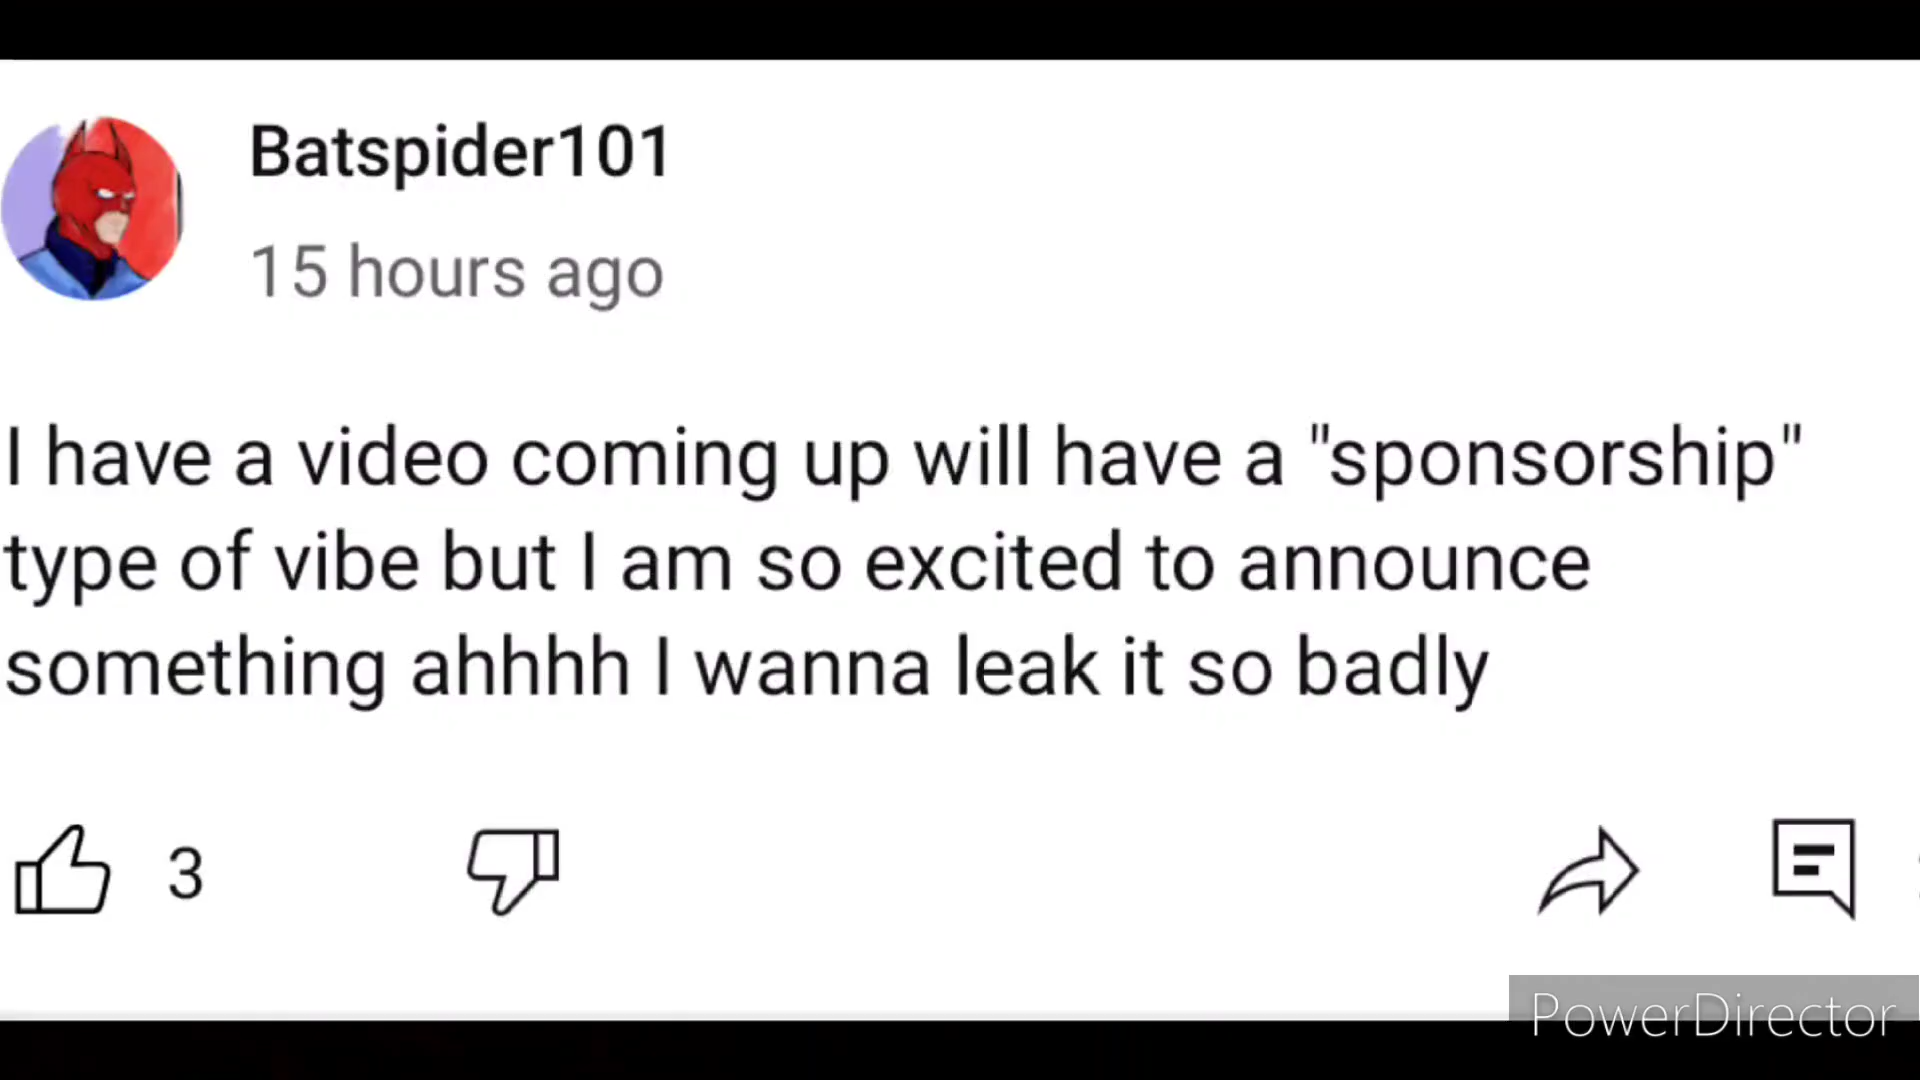 Batspider101
15 hours ago
I have a video coming up will have a "sponsorship"
type of vibe but I am so excited to announce
something ahhhh I wanna leak it so badly
3
PowerDirector